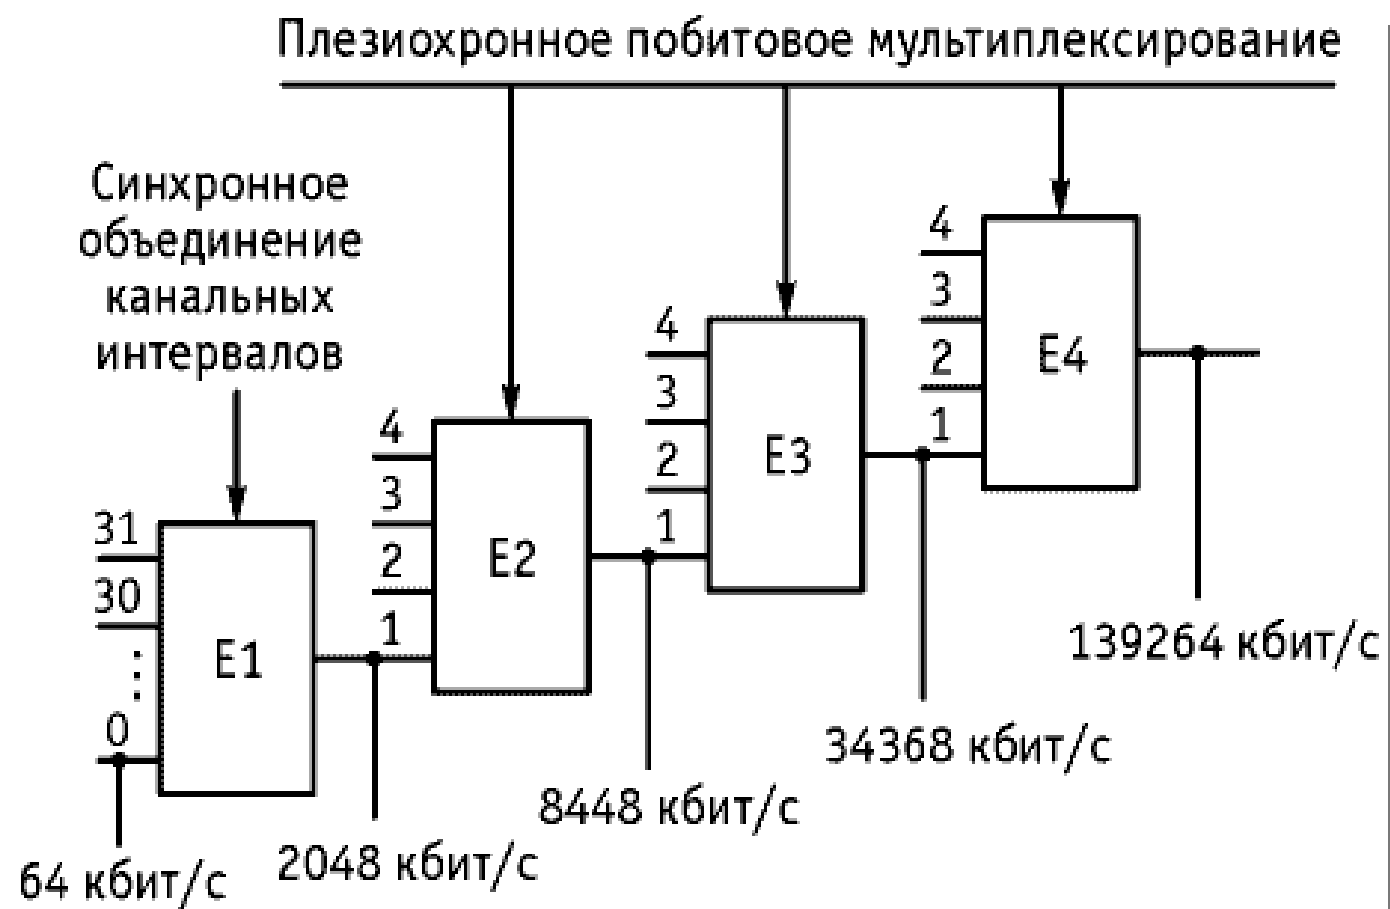 Плезиохронное побитовое мультиплексирование
Синхронное
объединение
канальных
интервалов
31
30
0
E1
64 кбит/с
2048 кбит/с
4
3
2
1
E2
8448 кбит/с
4
3
2
1
E3
34368 кбит/с
4
3
2
1
E4
139264 кбит/с